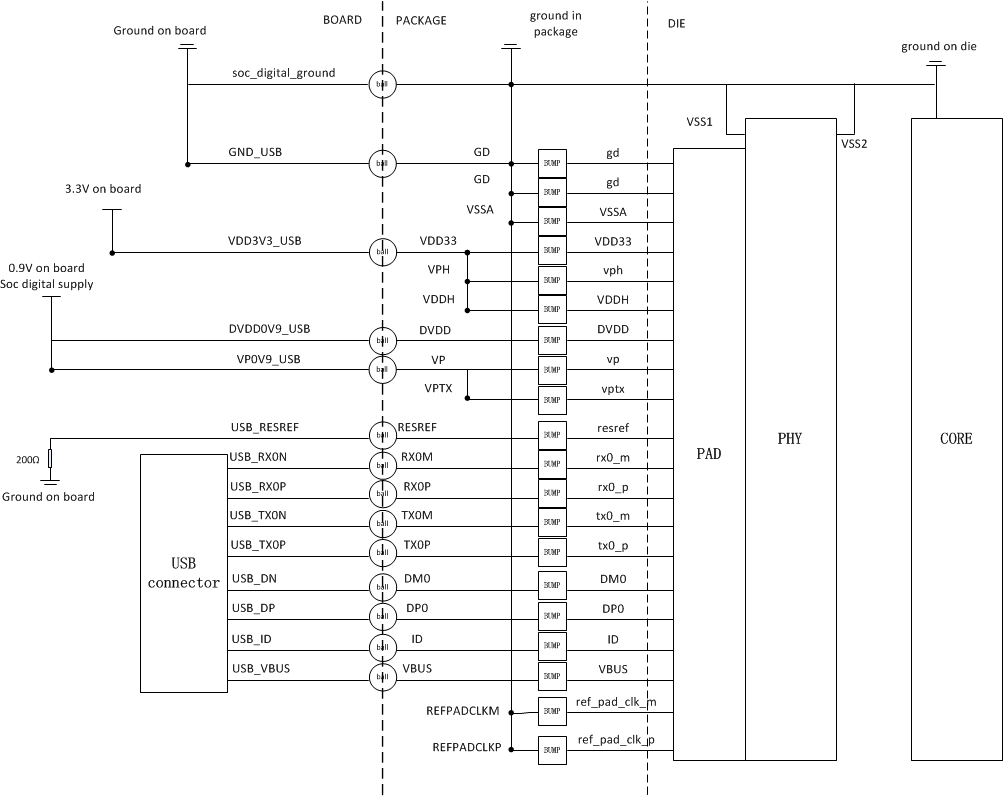 BOARD PACKAGE ground in package DIE
Ground on board
ground on die
soc_digital_ground ball
VSS1
VSS2
GND_USB ball GD BUMP gd
GD BUMP gd
VSSA BUMP VSSA
3.3V on board
VDD3V3_USB ball VDD33 BUMP VDD33
VPH BUMP vph
VDDH BUMP VDDH
0.9V on board
Soc digital supply
DVDD0V9_USB ball DVDD BUMP DVDD
VP0V9_USB ball VP BUMP vp
VPTX BUMP vptx
USB_RESREF ball RESREF BUMP resref
200Ω
Ground on board
USB_RX0N ball RX0M BUMP rx0_m
USB_RX0P ball RX0P BUMP rx0_p
USB_TX0N ball TX0M BUMP tx0_m
USB_TX0P ball TX0P BUMP tx0_p
USB_DN ball DM0 BUMP DM0
USB_DP ball DP0 BUMP DP0
USB_ID ball ID BUMP ID
USB_VBUS ball VBUS BUMP VBUS
REFPADCLKM BUMP ref_pad_clk_m
REFPADCLKP BUMP ref_pad_clk_p
USB
connector
PAD
PHY
CORE